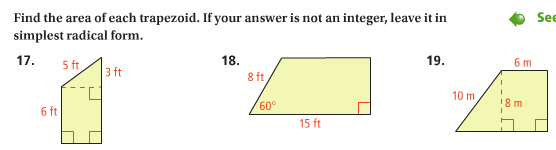 Find the area of each trapezoid. If your answer is not an integer, leave it in
simplest radical form.
See
17.
5 ft
3 ft
6 ft
18.
8 ft
60°
15 ft
19.
6 m
10 m
8 m